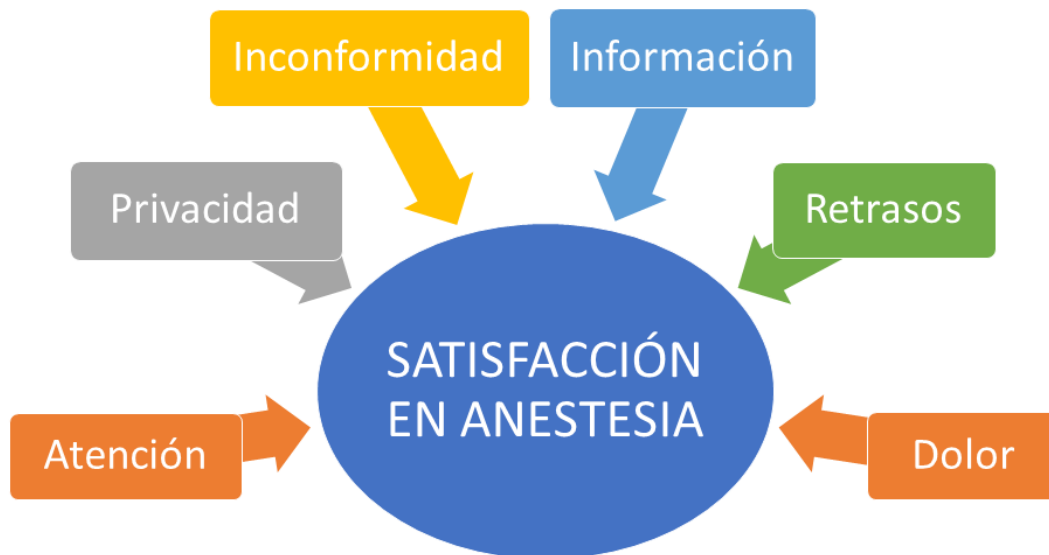 Inconformidad
Información
Privacidad
Retrasos
SATISFACCIÓN
EN ANESTESIA
Atención
Dolor